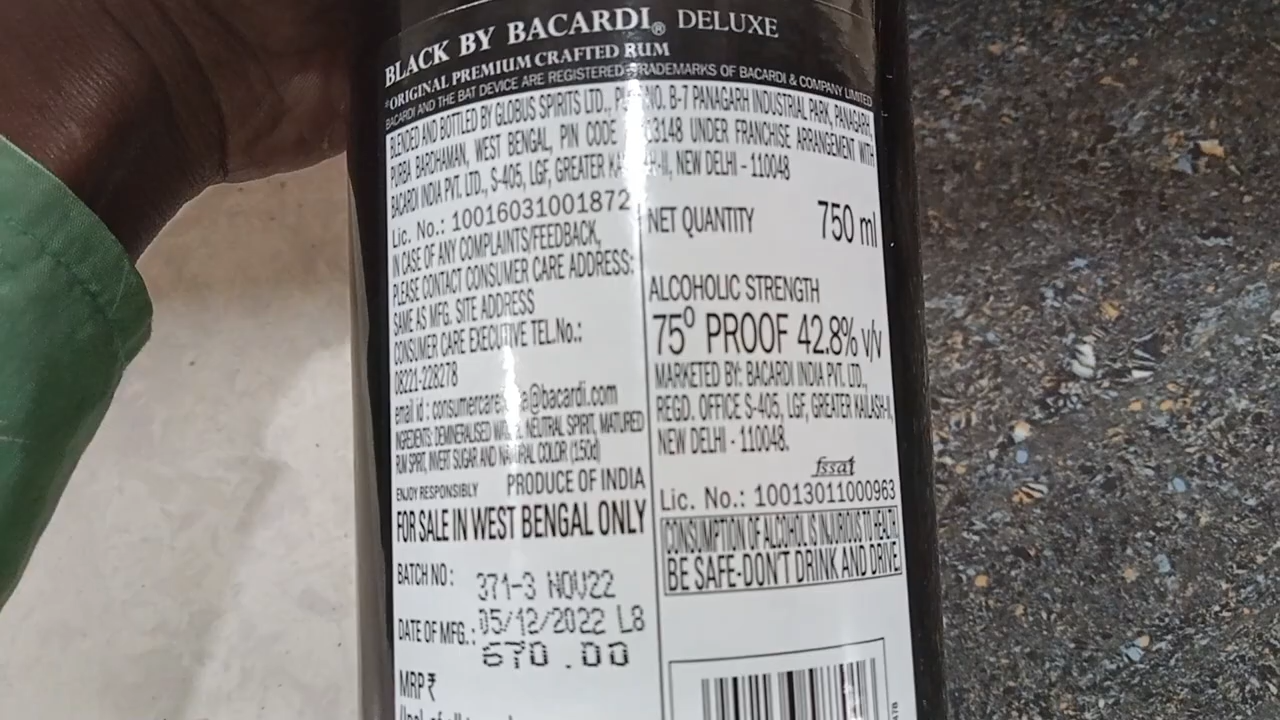 BLACK BY BACARDI® DELUXE
*ORIGINAL PREMIUM CRAFTED RUM
BACARDI AND THE BAT DEVICE ARE REGISTERED TRADEMARKS OF BACARDI & COMPANY LIMITED
BLENDED AND BOTTLED BY GLOBUS SPIRITS LTD., NO. B-7 PANAGARH INDUSTRIAL PARK, PANAGARH,
PURBA BARDHAMAN, WEST BENGAL, PIN CODE 3148 UNDER FRANCHISE ARRANGEMENT WITH
BACARDI INDIA PVT. LTD., S-405, LGF, GREATER NEW DELHI - 110048
Lic. No.: 10016031001872
IN CASE OF ANY COMPLAINTS/FEEDBACK,
PLEASE CONTACT CONSUMER CARE ADDRESS:
SAME AS MFG. SITE ADDRESS
CONSUMER CARE EXECUTIVE TEL.No.:
08221-228278
email id : @bacardi.com
INGREDIENTS: DEMINERALISED NEUTRAL SPIRIT, MATURED
RUM SPIRIT, INVERT SUGAR AND NATURAL COLOR (150d)
ENJOY RESPONSIBLY PRODUCE OF INDIA
FOR SALE IN WEST BENGAL ONLY
BATCH NO: 371-3 NOV22
DATE OF MFG.: 05/12/2022 L8
670.00
MRP ₹
NET QUANTITY 750 ml
ALCOHOLIC STRENGTH
75⁰ PROOF 42.8% v/v
MARKETED BY: BACARDI INDIA PVT. LTD.,
REGD. OFFICE S-405, LGF, GREATER KAILASH-II,
NEW DELHI - 110048.
fssai
Lic. No.: 10013011000963
CONSUMPTION OF ALCOHOL IS INJURIOUS TO HEALTH
BE SAFE-DON'T DRINK AND DRIVE